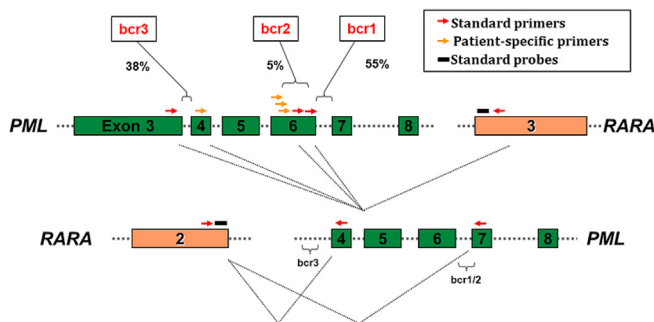 bcr3 bcr2 bcr1
38% 5% 55%
Standard primers
Patient-specific primers
Standard probes
PML Exon 3 4 5 6 7 8 3 RARA
RARA 2 4 5 6 7 8 PML
bcr3 bcr1/2